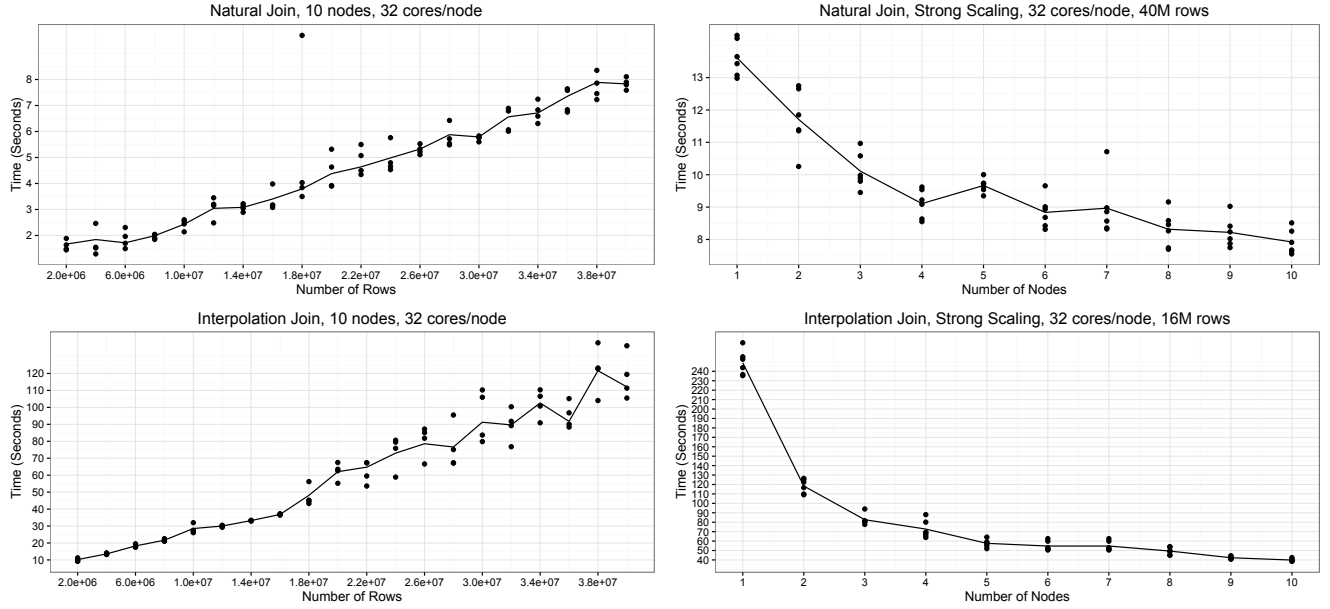 Natural Join, 10 nodes, 32 cores/node
Time (Seconds)
8
7
6
5
4
3
2
2.0e+06 6.0e+06 1.0e+07 1.4e+07 1.8e+07 2.2e+07 2.6e+07 3.0e+07 3.4e+07 3.8e+07
Number of Rows
Natural Join, Strong Scaling, 32 cores/node, 40M rows
Time (Seconds)
13
12
11
10
9
8
1 2 3 4 5 6 7 8 9 10
Number of Nodes
Interpolation Join, 10 nodes, 32 cores/node
Time (Seconds)
120
110
100
90
80
70
60
50
40
30
20
10
2.0e+06 6.0e+06 1.0e+07 1.4e+07 1.8e+07 2.2e+07 2.6e+07 3.0e+07 3.4e+07 3.8e+07
Number of Rows
Interpolation Join, Strong Scaling, 32 cores/node, 16M rows
Time (Seconds)
240
230
220
210
200
190
180
170
160
150
140
130
120
110
100
90
80
70
60
50
40
1 2 3 4 5 6 7 8 9 10
Number of Nodes